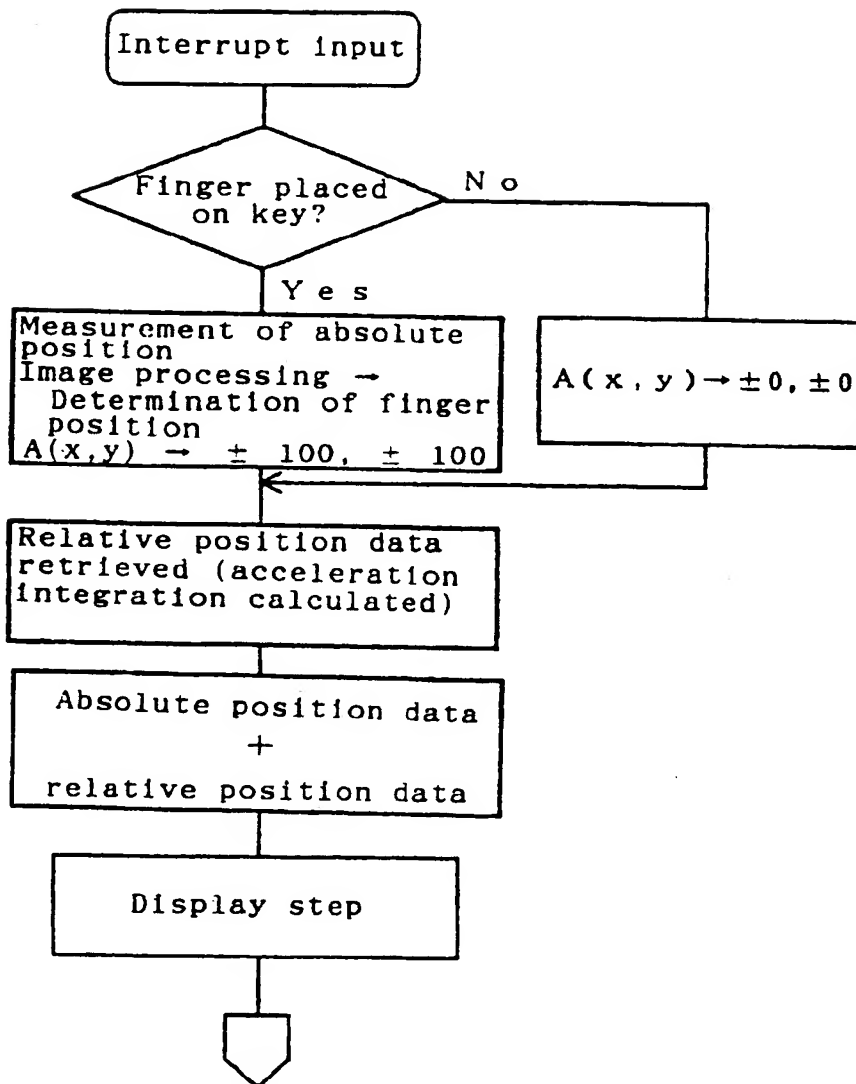 Interrupt input
Finger placed
on key?
No
Yes
Measurement of absolute
position
Image processing →
Determination of finger
position
A(x,y) → ± 100, ± 100
A(x,y)→±0,±0
Relative position data
retrieved (acceleration
integration calculated)
Absolute position data
+
relative position data
Display step